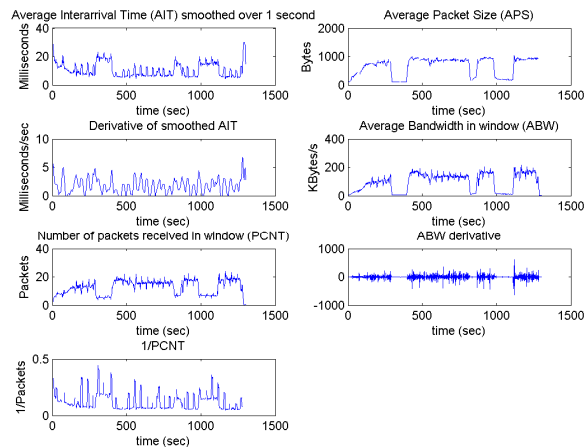 Average Interarrival Time (AIT) smoothed over 1 second
Milliseconds
40
20
0
0 500 1000 1500
time (sec)
Average Packet Size (APS)
Bytes
1000
500
0
0 500 1000 1500
time (sec)
Derivative of smoothed AIT
Milliseconds/sec
10
5
0
0 500 1000 1500
time (sec)
Average Bandwidth in window (ABW)
KBytes/s
400
200
0
0 500 1000 1500
time (sec)
Number of packets received in window (PCNT)
Packets
40
20
0
0 500 1000 1500
time (sec)
ABW derivative
1000
0
-1000
0 500 1000 1500
time (sec)
1/PCNT
1/Packets
0.5
0
0 500 1000 1500
time (sec)